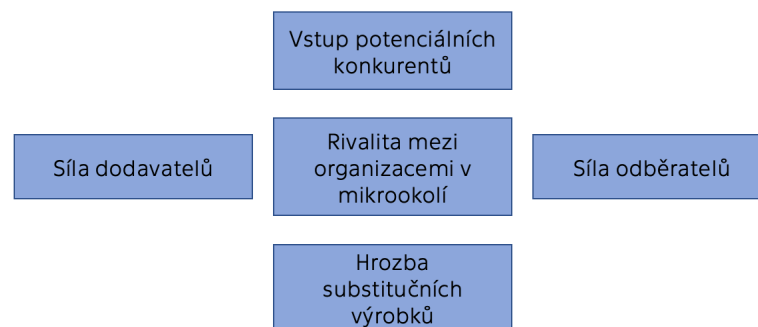 Vstup potenciálních
konkurentů
Síla dodavatelů
Rivalita mezi
organizacemi v
mikrookolí
Síla odběratelů
Hrozba
substitučních
výrobků